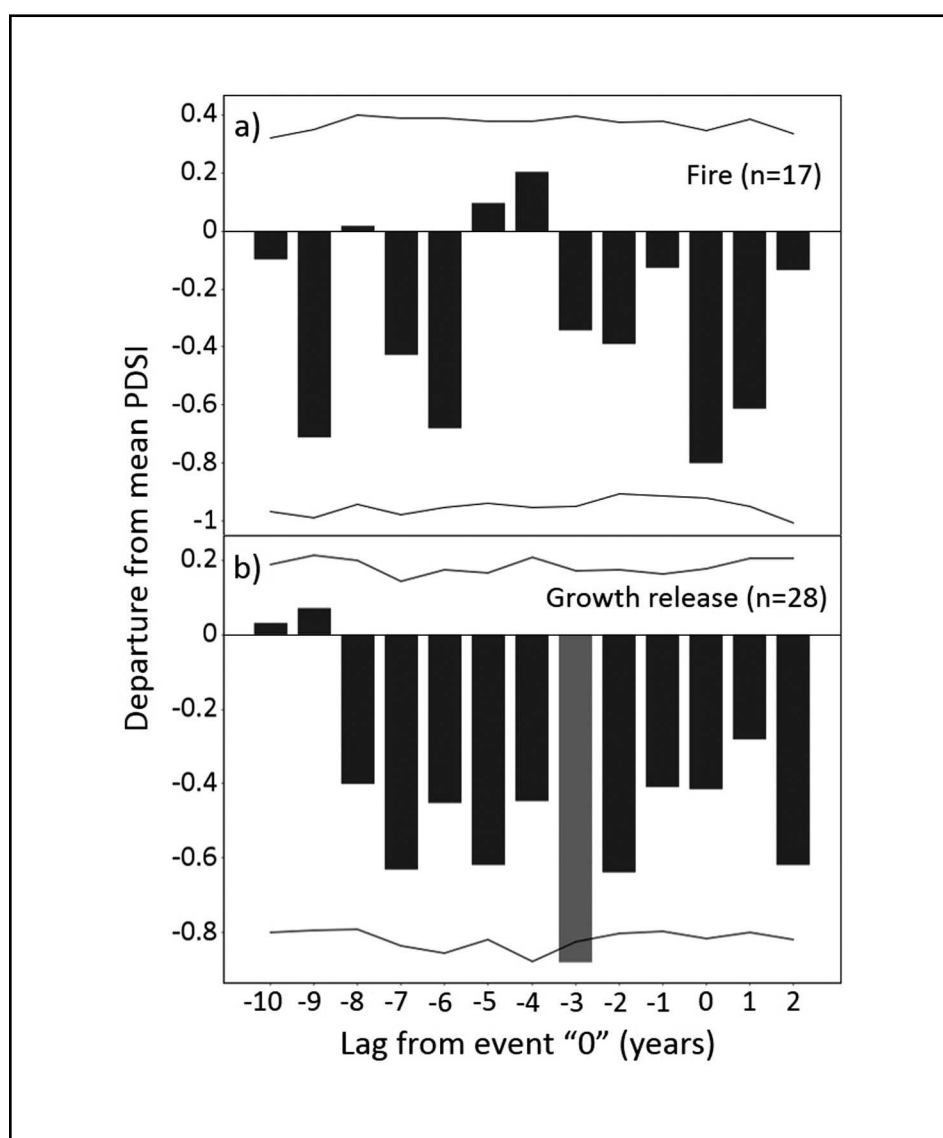 a)
Fire (n=17)
0.4
0.2
0
-0.2
-0.4
-0.6
-0.8
-1
Departure from mean PDSI
b)
Growth release (n=28)
0.2
0
-0.2
-0.4
-0.6
-0.8
-10 -9 -8 -7 -6 -5 -4 -3 -2 -1 0 1 2
Lag from event “0” (years)